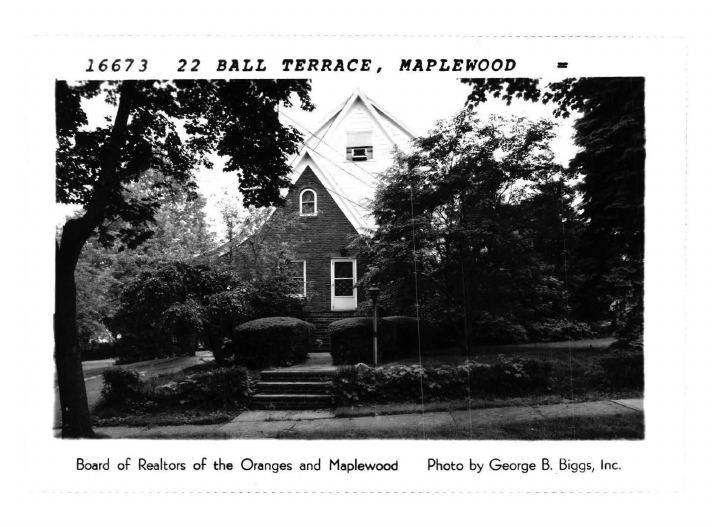 16673 22 BALL TERRACE, MAPLEWOOD =
Board of Realtors of the Oranges and Maplewood Photo by George B. Biggs, Inc.